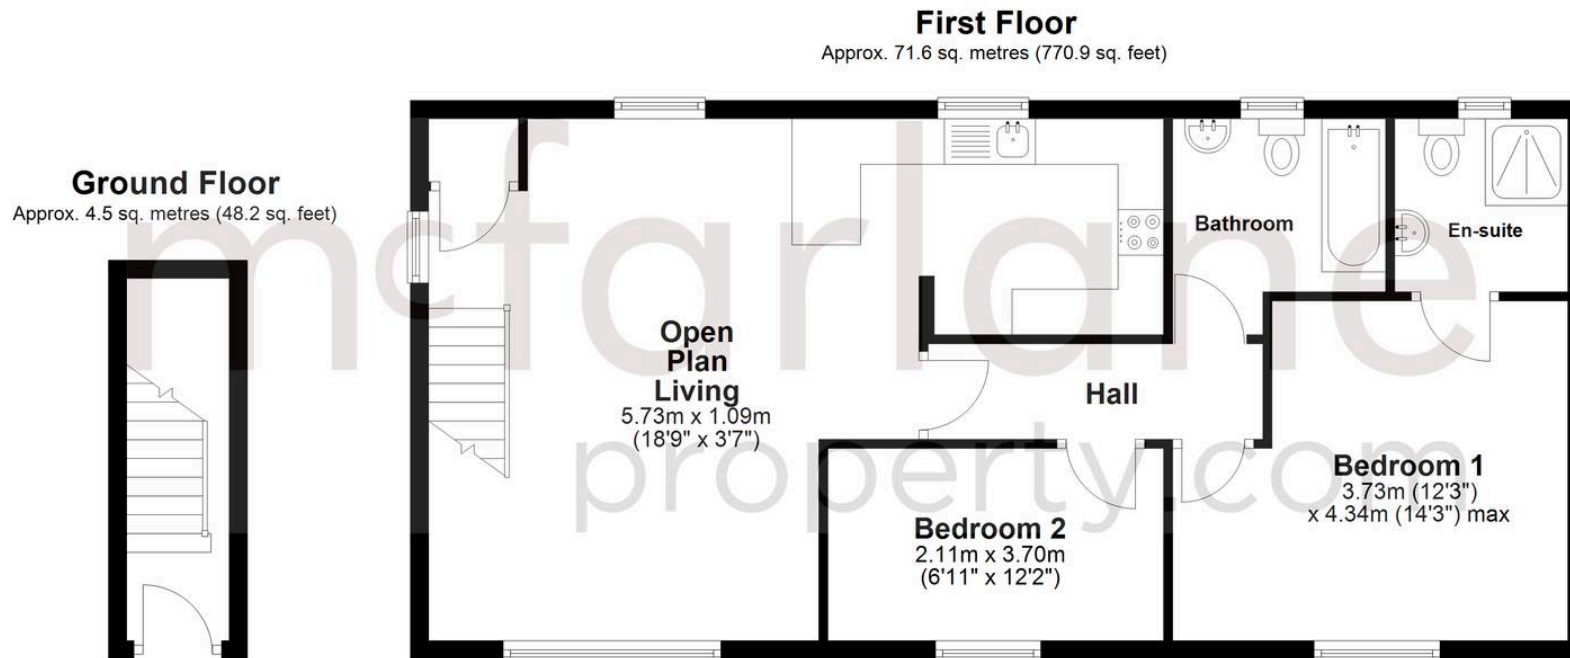 First Floor
Approx. 71.6 sq. metres (770.9 sq. feet)
Ground Floor
Approx. 4.5 sq. metres (48.2 sq. feet)
mcfarlane
property.com
Bathroom
En-suite
Open
Plan
Living
5.73m x 1.09m
(18'9" x 3'7")
Hall
Bedroom 1
3.73m (12'3")
x 4.34m (14'3") max
Bedroom 2
2.11m x 3.70m
(6'11" x 12'2")